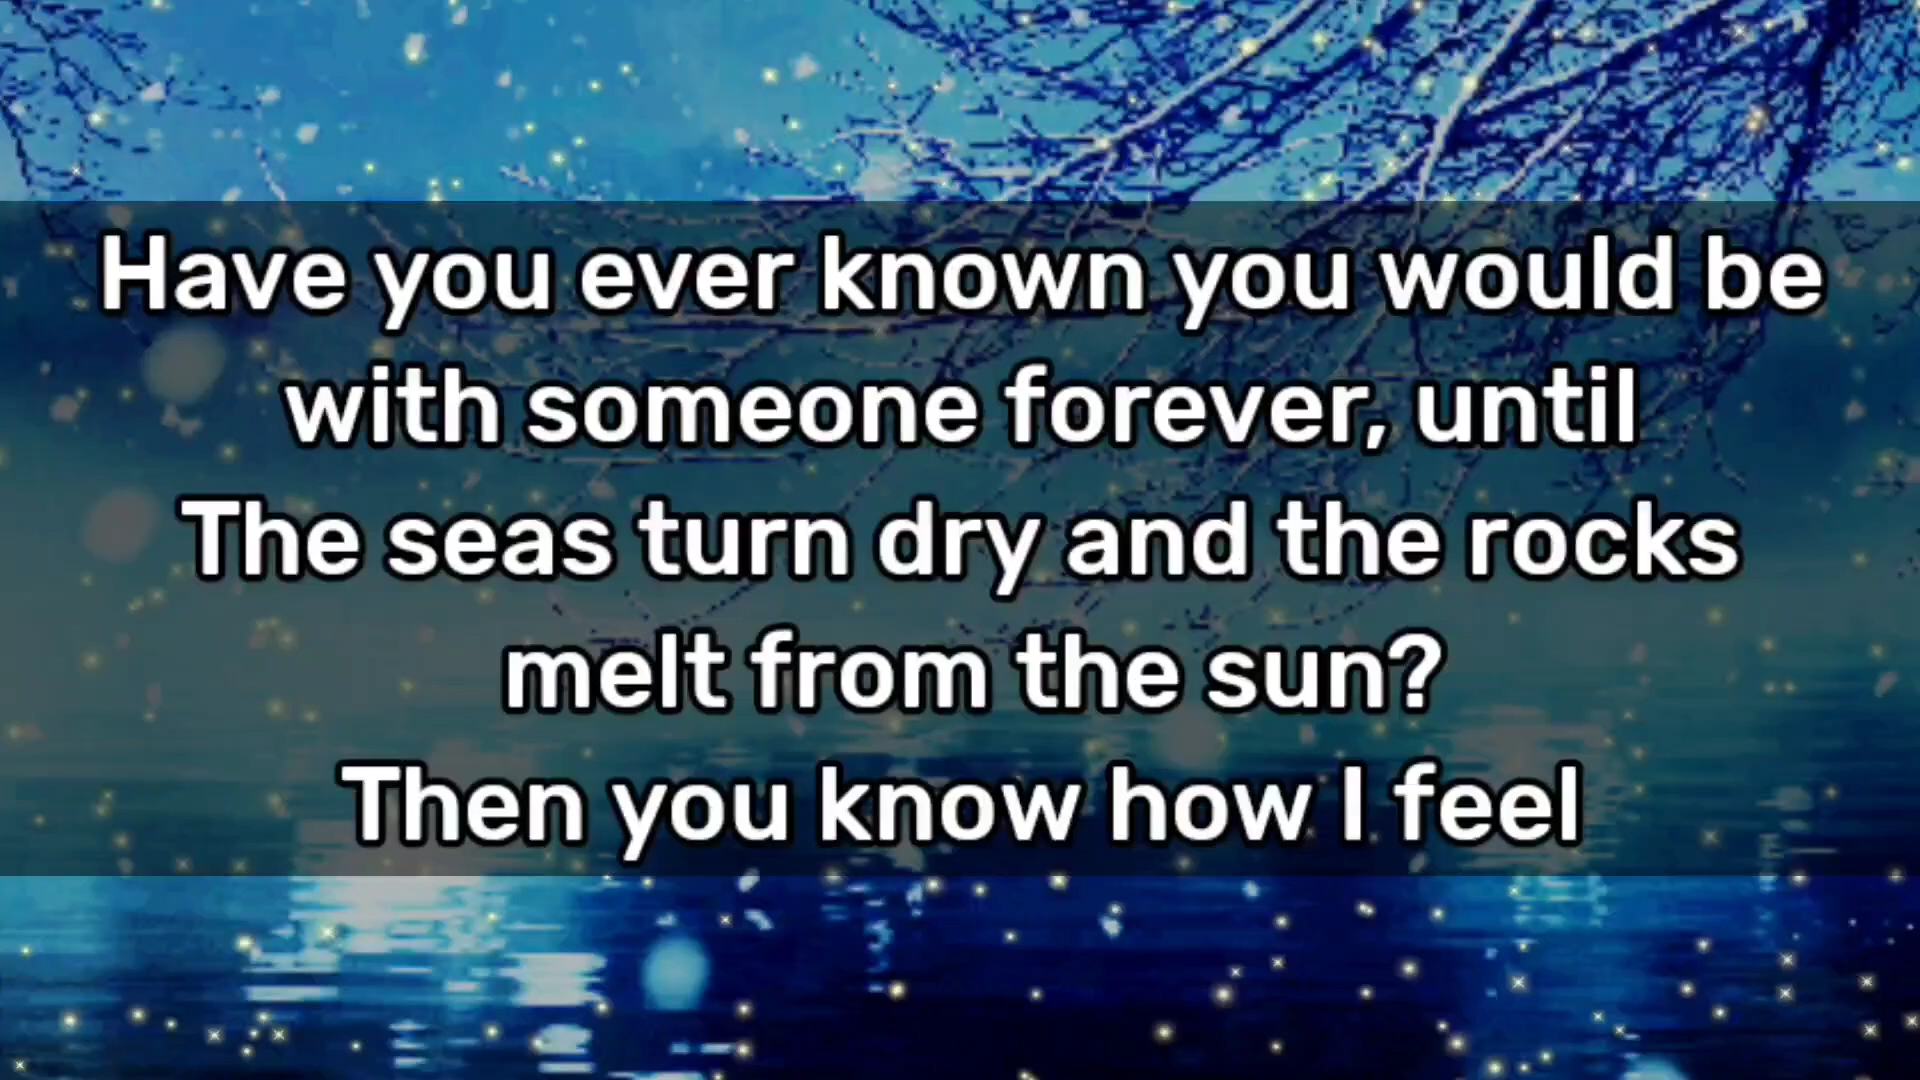 Have you ever known you would be
with someone forever, until
The seas turn dry and the rocks
melt from the sun?
Then you know how I feel